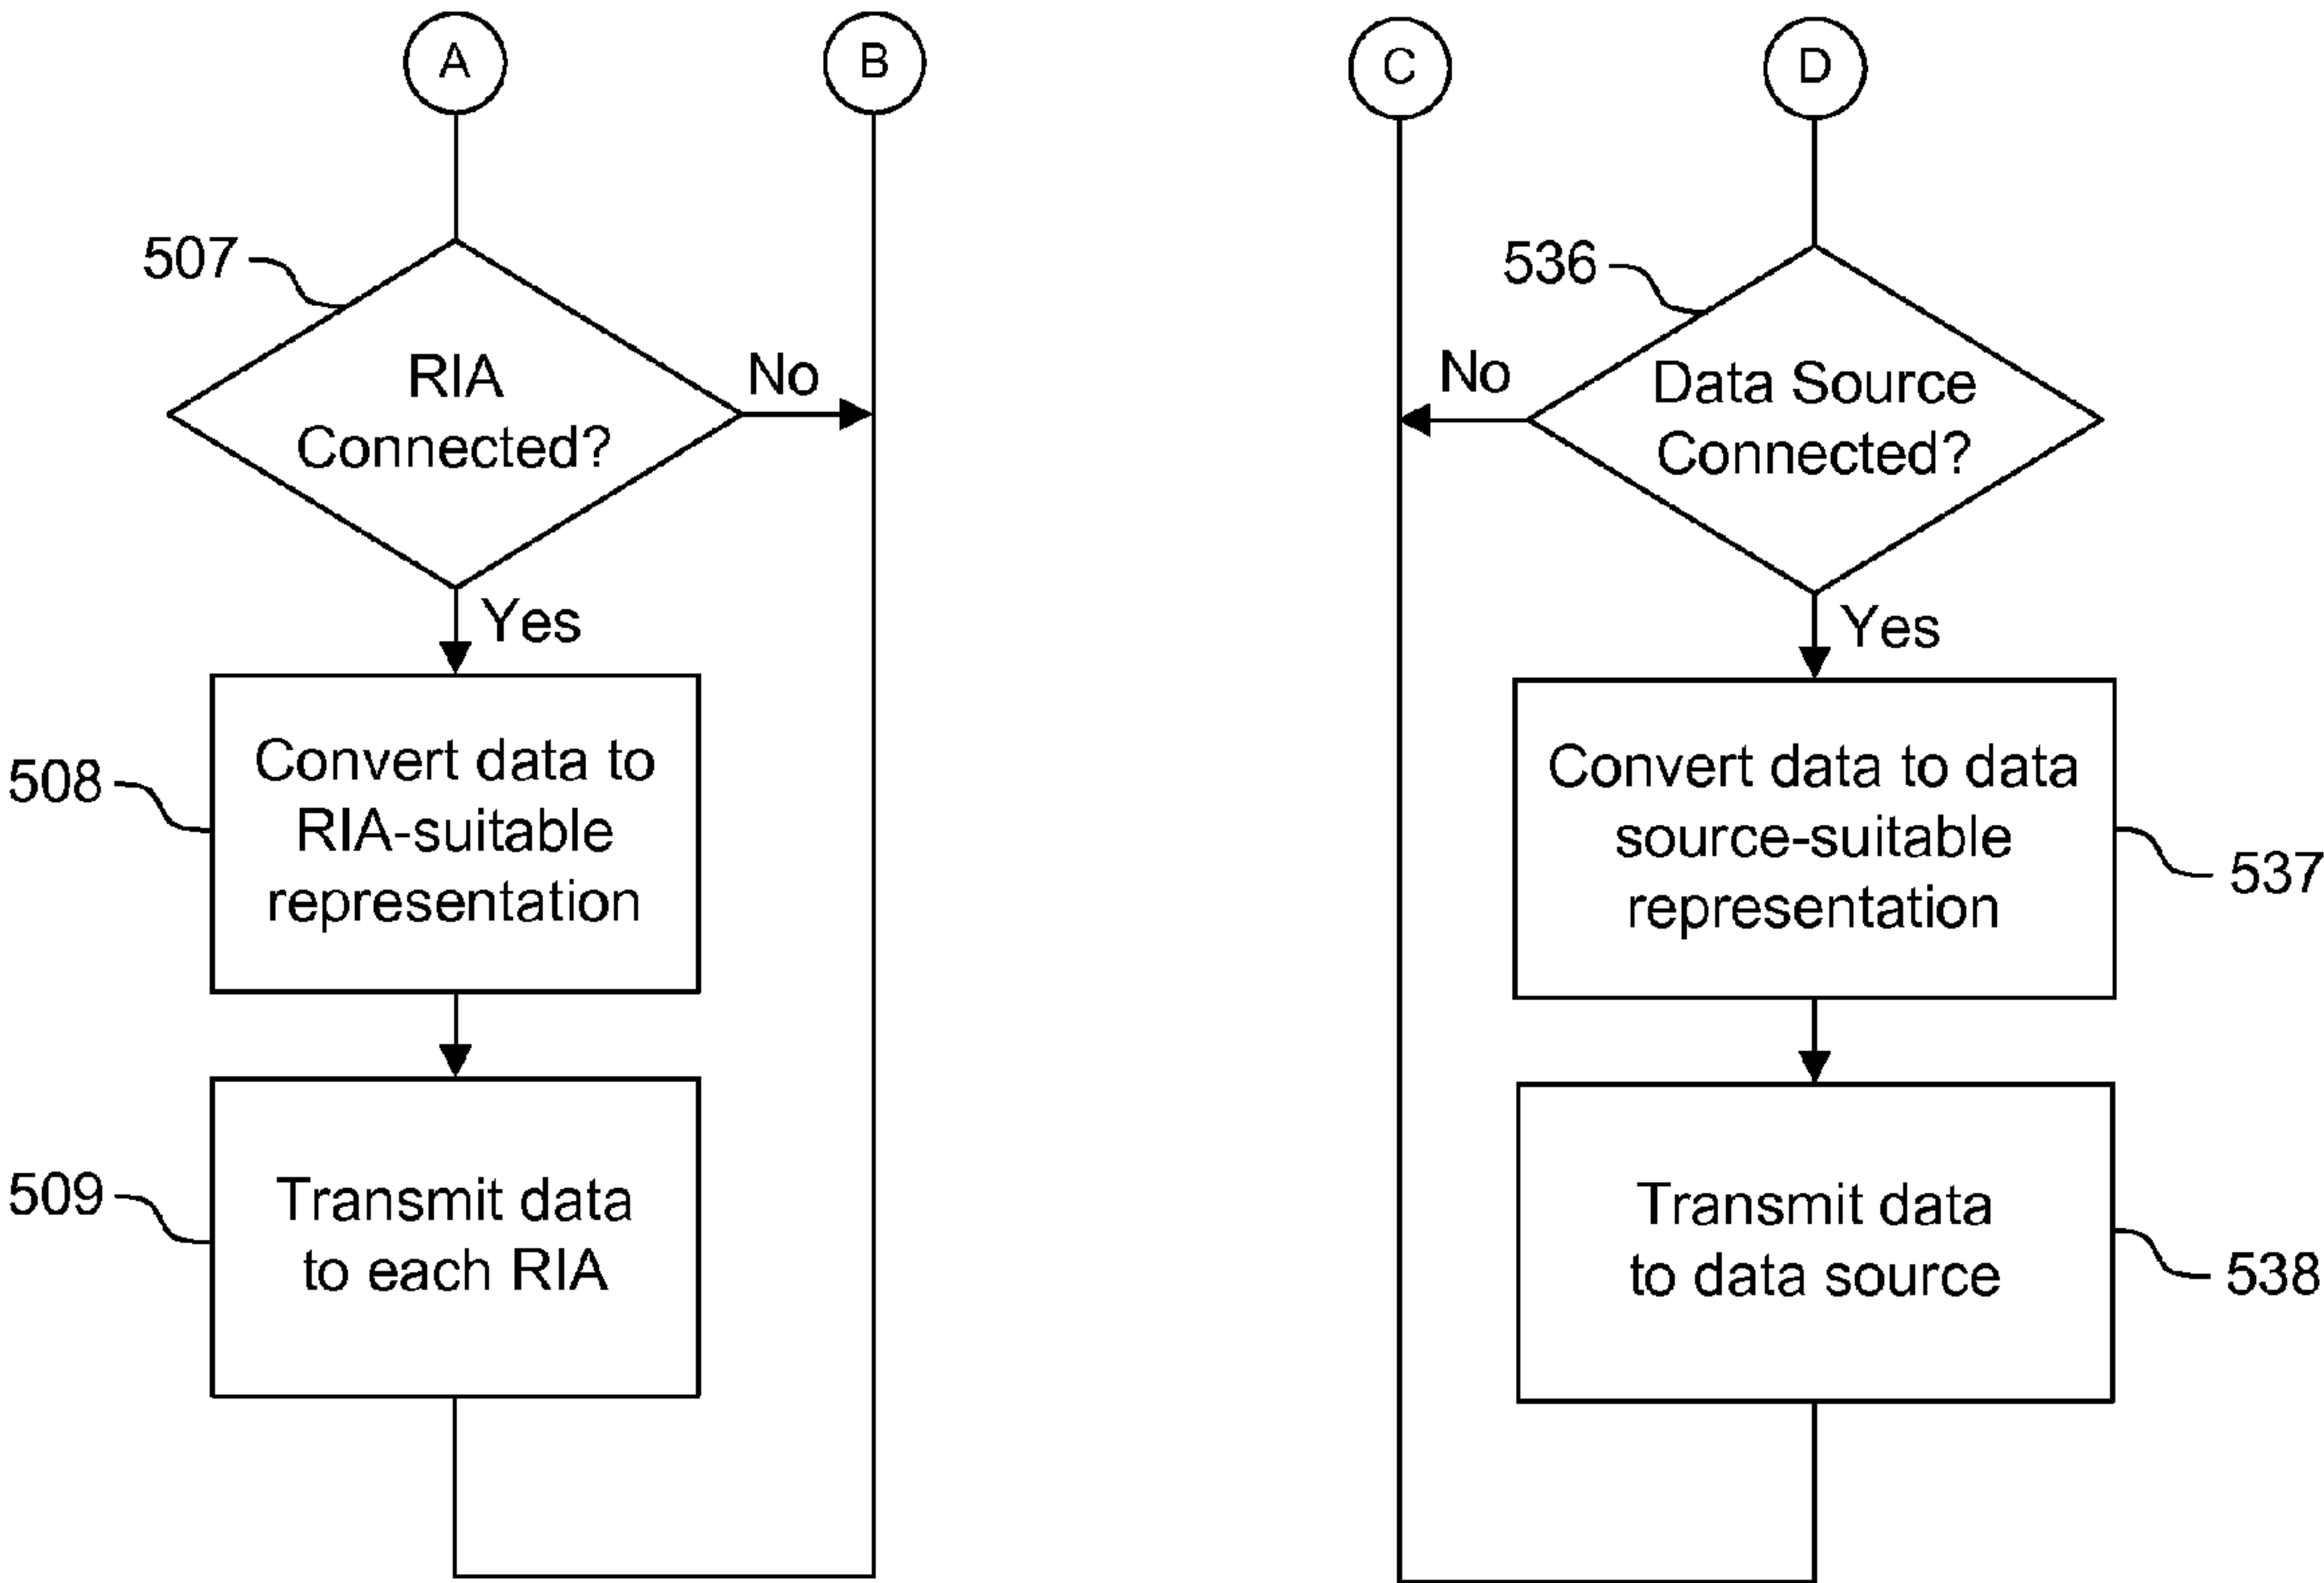 A
B
507
RIA
Connected?
No
Yes
508
Convert data to
RIA-suitable
representation
509
Transmit data
to each RIA
C
D
536
No
Data Source
Connected?
Yes
Convert data to data
source-suitable
representation
537
Transmit data
to data source
538